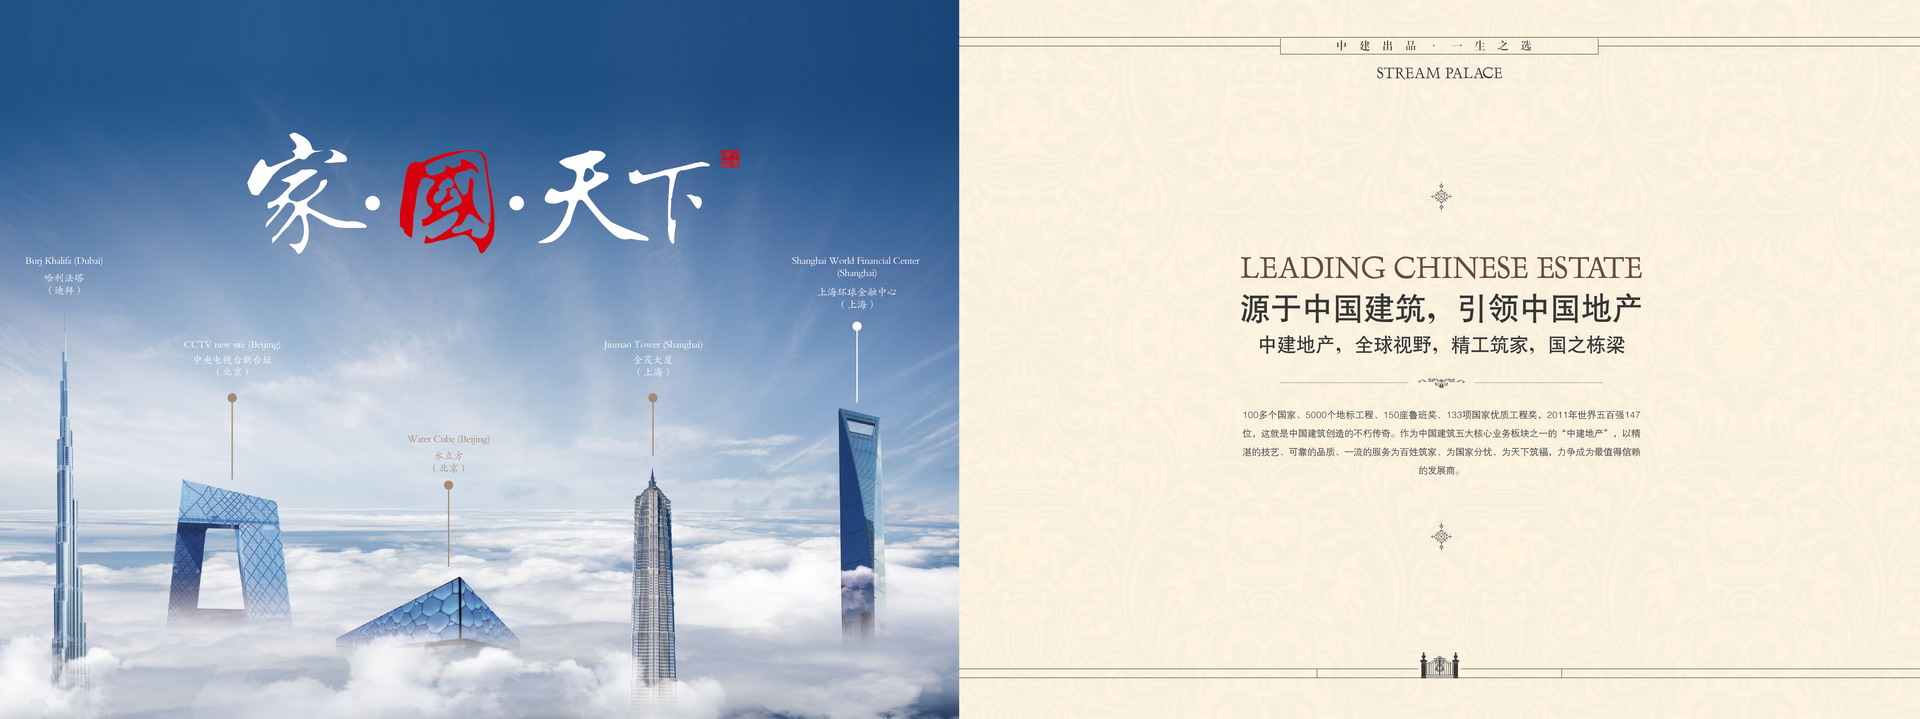 家·國·天下
Burj Khalifa (Dubai)
哈利法塔
（迪拜）
CCTV new site (Beijing)
中央电视台新台址
（北京）
Water Cube (Beijing)
水立方
（北京）
Jinmao Tower (Shanghai)
金茂大厦
（上海）
Shanghai World Financial Center
(Shanghai)
上海环球金融中心
（上海）
中建出品·一生之选
STREAM PALACE
LEADING CHINESE ESTATE
源于中国建筑，引领中国地产
中建地产，全球视野，精工筑家，国之栋梁
100多个国家、5000个地标工程、150座鲁班奖、133项国家优质工程奖，2011年世界五百强147
位，这就是中国建筑创造的不朽传奇。作为中国建筑五大核心业务板块之一的“中建地产”，以精
湛的技艺、可靠的品质、一流的服务为百姓筑家、为国家分忧、为天下筑福，力争成为最值得信赖
的发展商。